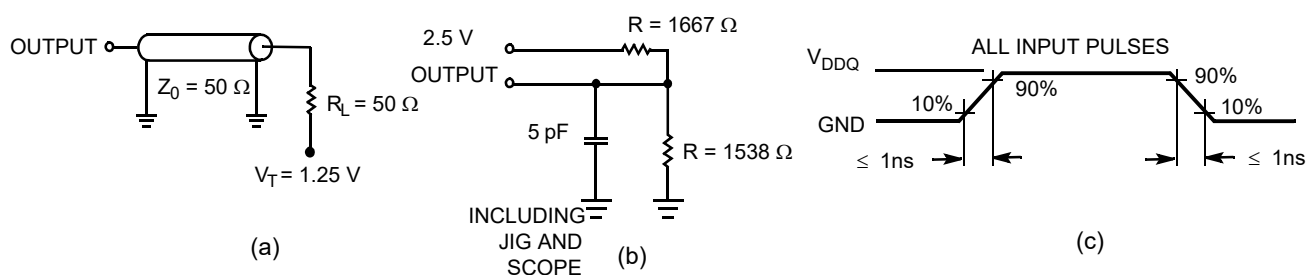 OUTPUT
Z0 = 50 Ω
RL = 50 Ω
VT = 1.25 V
(a)
R = 1667 Ω
2.5 V
OUTPUT
5 pF
R = 1538 Ω
INCLUDING
JIG AND
SCOPE
(b)
ALL INPUT PULSES
VDDQ
GND
10%
90%
90%
10%
≤ 1ns
≤ 1ns
(c)